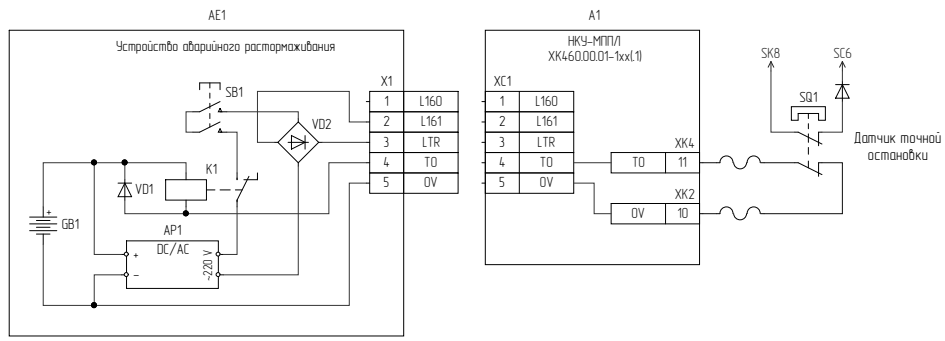 AE1
Устройство аварийного растормаживания
SB1
VD2
K1
VD1
+
GB1
AP1
DC/AC
+
–
~220 V
X1
1 L160
2 L161
3 LTR
4 TO
5 0V
A1
НКУ-МППЛ
ХК460.00.01-1хх(.1)
XC1
1 L160
2 L161
3 LTR
4 TO
5 0V
XK4
TO 11
XK2
0V 10
SK8
SC6
SQ1
Датчик точной
остановки